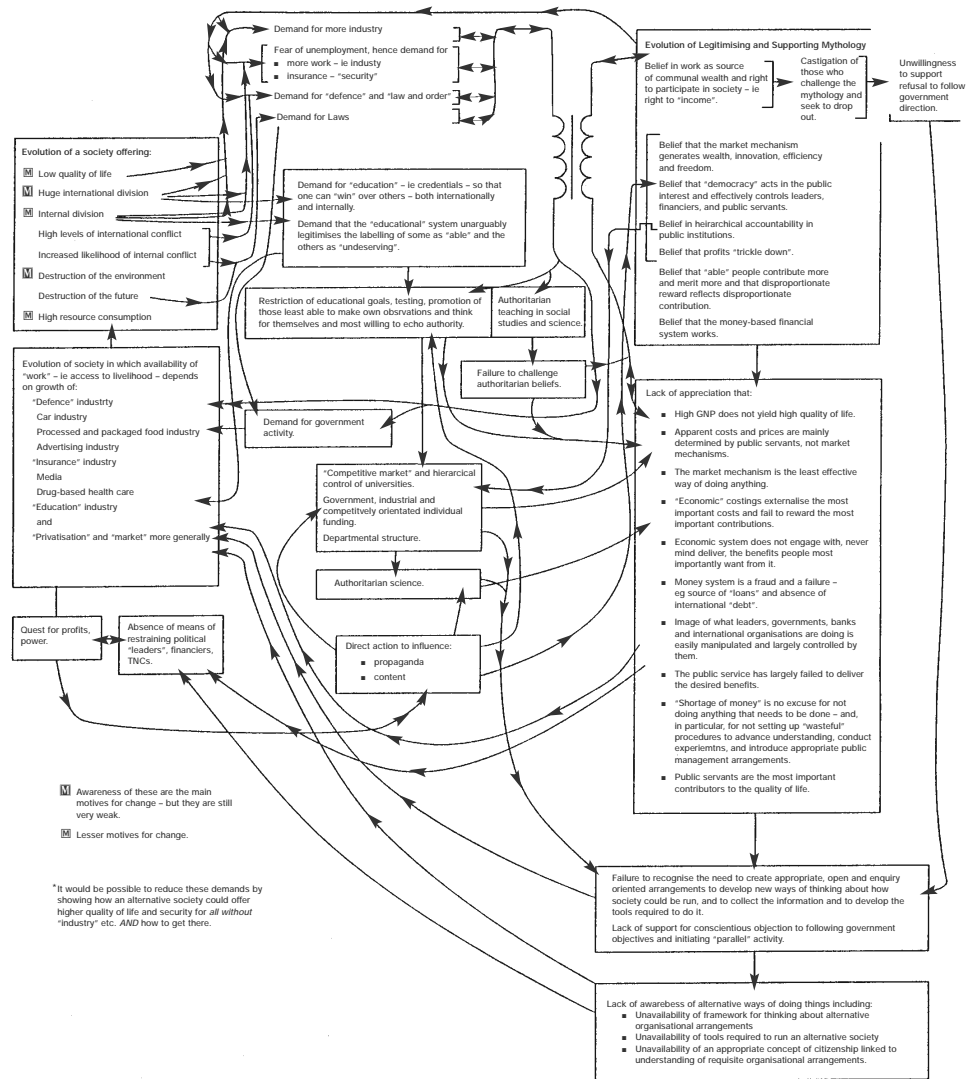 Demand for more industry
Fear of unemployment, hence demand for
▪ more work – ie industy
▪ insurance – "security"
Demand for "defence" and "law and order"
Demand for Laws
Evolution of Legitimising and Supporting Mythology
Belief in work as source
of communal wealth and right
to participate in society – ie
right to "income".
Castigation of
those who
challenge the
mythology and
seek to drop
out.
Unwillingness
to support
refusal to follow
government
direction.
Belief that the market mechanism
generates wealth, innovation, efficiency
and freedom.
Belief that "democracy" acts in the public
interest and effectively controls leaders,
financiers, and public servants.
Belief in heirarchical accountability in
public institutions.
Belief that profits "trickle down".
Belief that "able" people contribute more
and merit more and that disproportionate
reward reflects disproportionate
contribution.
Belief that the money-based financial
system works.
Evolution of a society offering:
M Low quality of life
M Huge international division
M Internal division
High levels of international conflict
Increased likelihood of internal conflict
M Destruction of the environment
Destruction of the future
M High resource consumption
Demand for "education" – ie credentials – so that
one can "win" over others – both internationally
and internally.
Demand that the "educational" system unarguably
legitimises the labelling of some as "able" and the
others as "undeserving".
Restriction of educational goals, testing, promotion of
those least able to make own obsrvations and think
for themselves and most willing to echo authority.
Authoritarian
teaching in social
studies and science.
Failure to challenge
authoritarian beliefs.
Evolution of society in which availability of
"work" – ie access to livelihood – depends
on growth of:
"Defence" industrty
Car industry
Processed and packaged food industry
Advertising industry
"Insurance" industry
Media
Drug-based health care
"Education" industry
and
"Privatisation" and "market" more generally
Demand for government
activity.
"Competitive market" and hierarcical
control of universities.
Government, industrial and
competitvely orientated individual
funding.
Departmental structure.
Authoritarian science.
Direct action to influence:
▪ propaganda
▪ content
Quest for profits,
power.
Absence of means of
restraining political
"leaders", financiers,
TNCs.
Lack of appreciation that:
▪ High GNP does not yield high quality of life.
▪ Apparent costs and prices are mainly
determined by public servants, not market
mechanisms.
▪ The market mechanism is the least effective
way of doing anything.
▪ "Economic" costings externalise the most
important costs and fail to reward the most
important contributions.
▪ Economic system does not engage with, never
mind deliver, the benefits people most
importantly want from it.
▪ Money system is a fraud and a failure –
eg source of "loans" and absence of
international "debt".
▪ Image of what leaders, governments, banks
and international organisations are doing is
easily manipulated and largely controlled by
them.
▪ The public service has largely failed to deliver
the desired benefits.
▪ "Shortage of money" is no excuse for not
doing anything that needs to be done – and,
in particular, for not setting up "wasteful"
procedures to advance understanding, conduct
experiemtns, and introduce appropriate public
management arrangements.
▪ Public servants are the most important
contributors to the quality of life.
M Awareness of these are the main
motives for change – but they are still
very weak.
M Lesser motives for change.
*It would be possible to reduce these demands by
showing how an alternative society could offer
higher quality of life and security for all without
"industry" etc. AND how to get there.
Failure to recognise the need to create appropriate, open and enquiry
oriented arrangements to develop new ways of thinking about how
society could be run, and to collect the information and to develop the
tools required to do it.
Lack of support for conscientious objection to following government
objectives and initiating "parallel" activity.
Lack of awarebess of alternative ways of doing things including:
▪ Unavailability of framework for thinking about alternative
organisational arrangements
▪ Unavailability of tools required to run an alternative society
▪ Unavailability of an appropriate concept of citizenship linked to
understanding of requisite organisational arrangements.